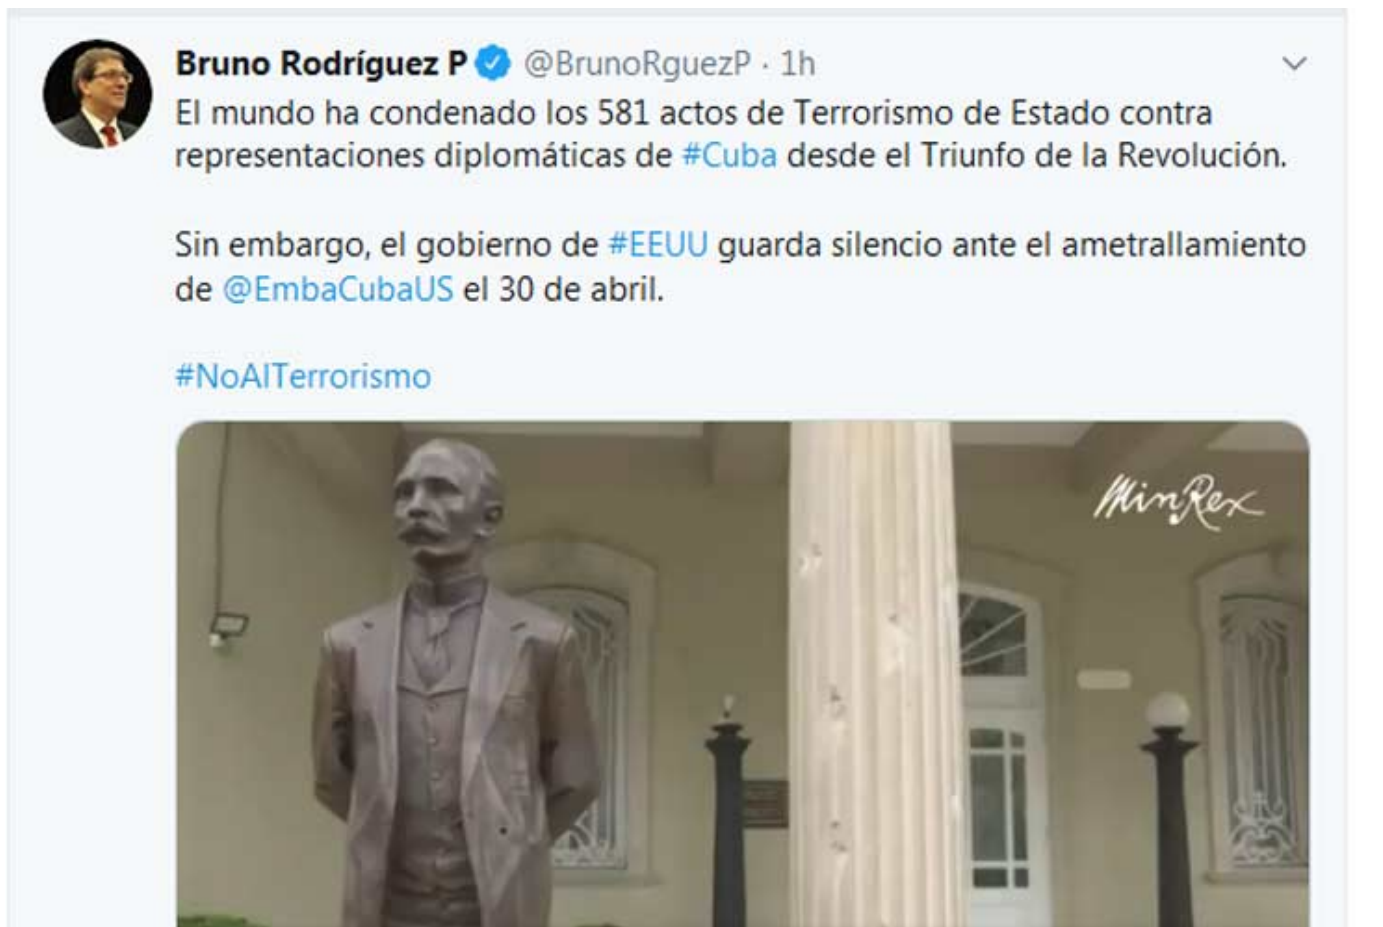 Bruno Rodríguez P @BrunoRguezP · 1h
El mundo ha condenado los 581 actos de Terrorismo de Estado contra
representaciones diplomáticas de #Cuba desde el Triunfo de la Revolución.
Sin embargo, el gobierno de #EEUU guarda silencio ante el ametrallamiento
de @EmbaCubaUS el 30 de abril.
#NoAlTerrorismo
MinRex